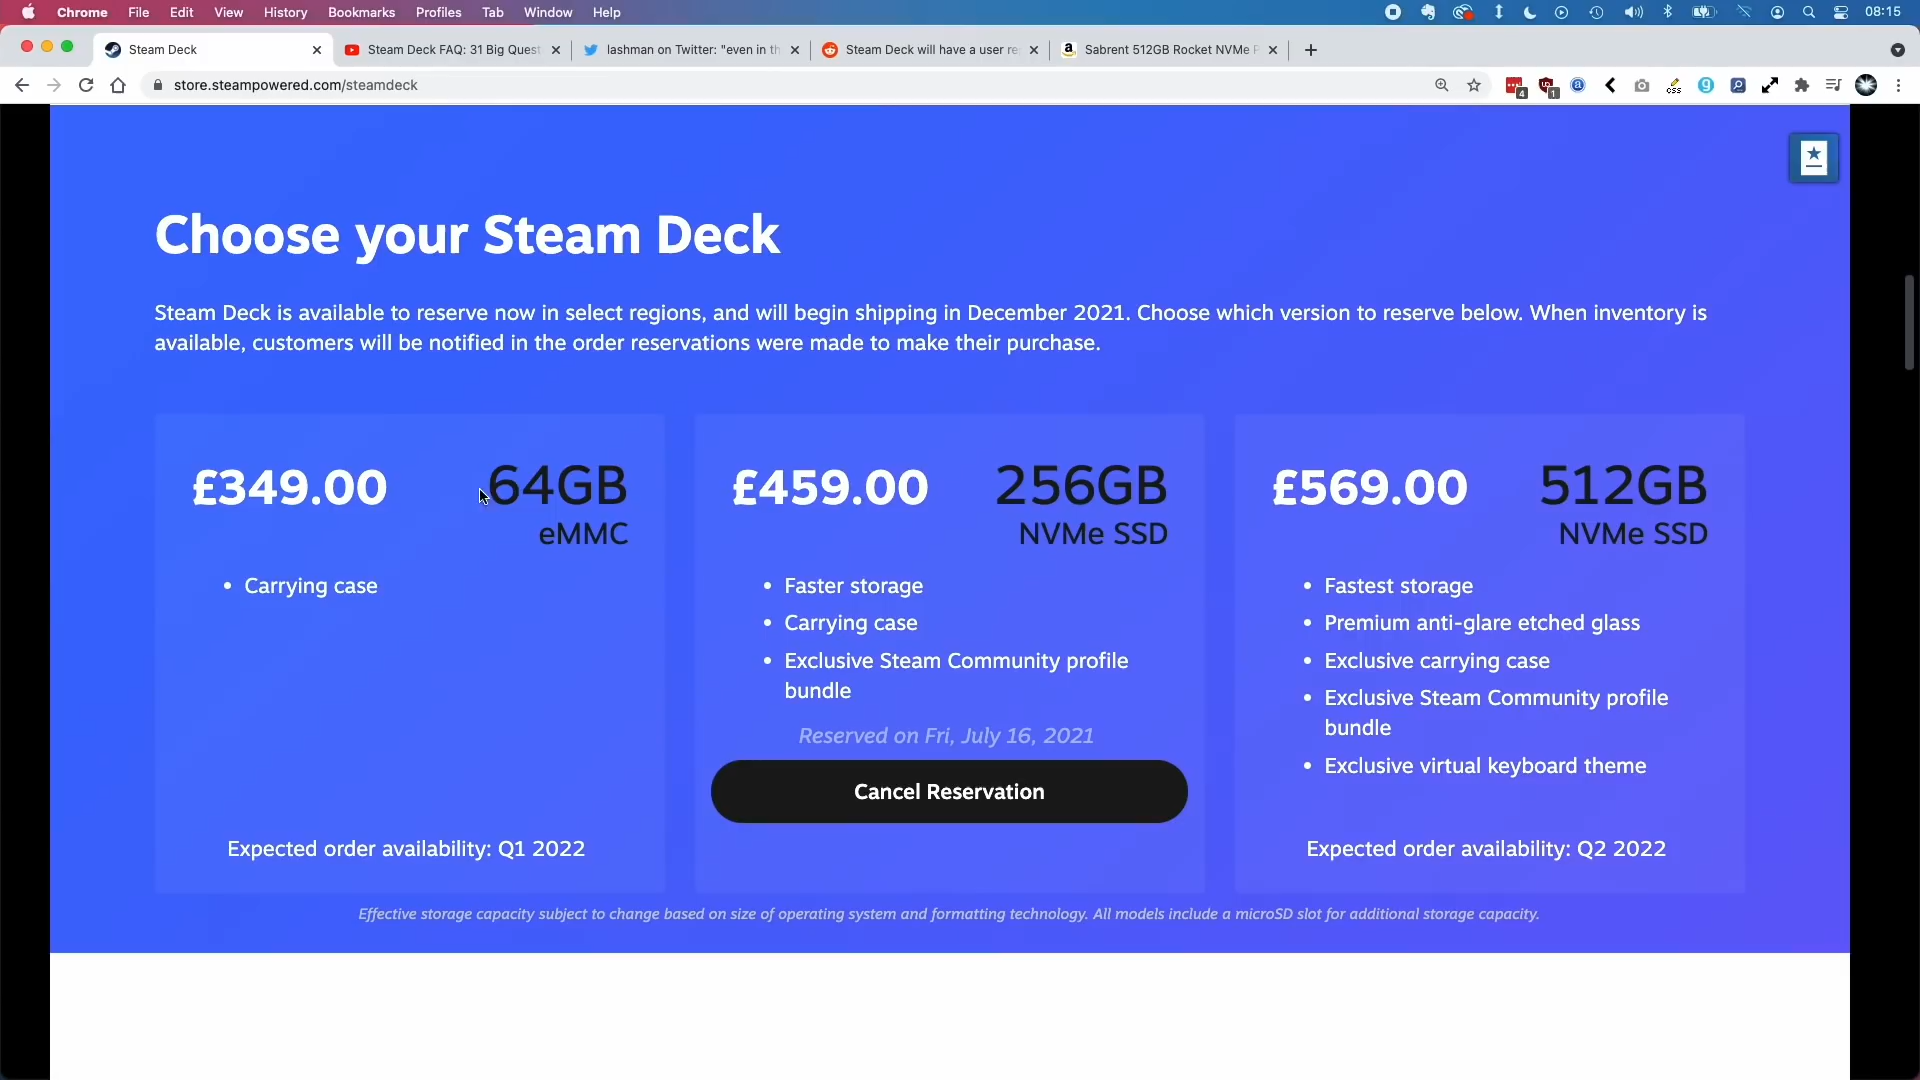 Chrome File Edit View History Bookmarks Profiles Tab Window Help 08:15
Steam Deck Steam Deck FAQ: 31 Big Quest lashman on Twitter: "even in th Steam Deck will have a user re Sabrent 512GB Rocket NVMe
store.steampowered.com/steamdeck
4 1 css
Choose your Steam Deck
Steam Deck is available to reserve now in select regions, and will begin shipping in December 2021. Choose which version to reserve below. When inventory is
available, customers will be notified in the order reservations were made to make their purchase.
£349.00 64GB
eMMC
Carrying case
Expected order availability: Q1 2022
£459.00 256GB
NVMe SSD
Faster storage
Carrying case
Exclusive Steam Community profile
bundle
Reserved on Fri, July 16, 2021
Cancel Reservation
£569.00 512GB
NVMe SSD
Fastest storage
Premium anti-glare etched glass
Exclusive carrying case
Exclusive Steam Community profile
bundle
Exclusive virtual keyboard theme
Expected order availability: Q2 2022
Effective storage capacity subject to change based on size of operating system and formatting technology. All models include a microSD slot for additional storage capacity.